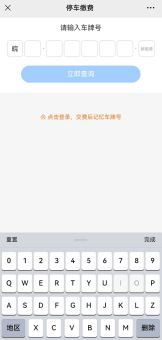 停车缴费
请输入车牌号
皖
新能源
立即查询
点击登录，交费后记忆车牌号
重置 完成
0 1 2 3 4 5 6 7 8 9
Q W E R T Y U I O P
A S D F G H J K L Z
地区 X C V B N M 删除